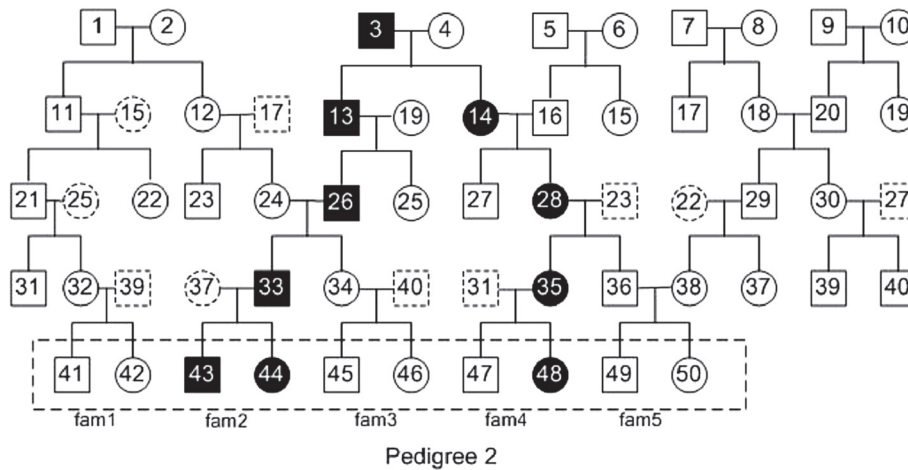 1 2 3 4 5 6 7 8 9 10
11 15 12 17 13 19 14 16 15 17 18 20 19
21 25 22 23 24 26 25 27 28 23 22 29 30 27
31 32 39 37 33 34 40 31 35 36 38 37 39 40
41 42 43 44 45 46 47 48 49 50
fam1 fam2 fam3 fam4 fam5
Pedigree 2